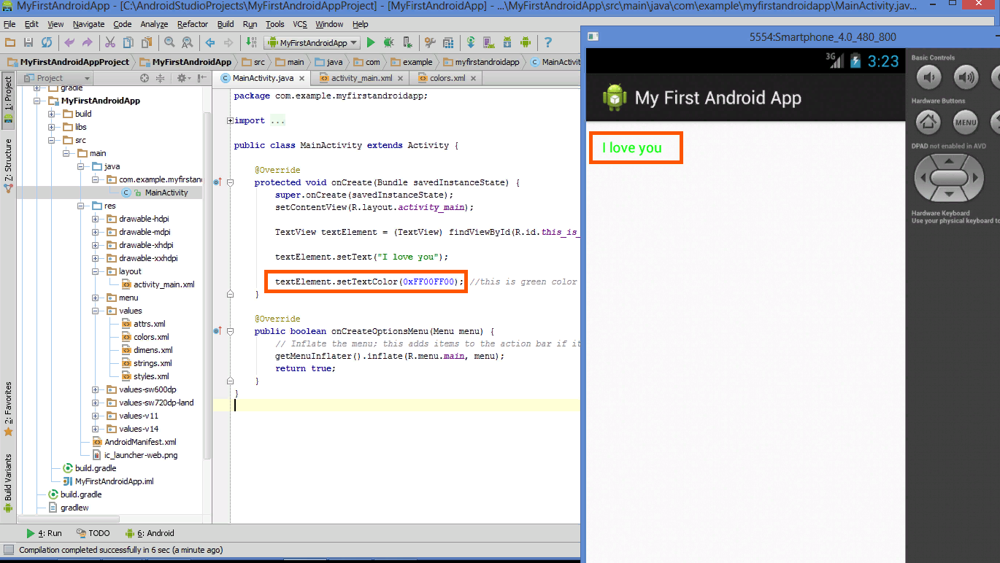 MyFirstAndroidApp - [C:\AndroidStudioProjects\MyFirstAndroidAppProject] - [MyFirstAndroidApp] - ...\MyFirstAndroidApp\src\main\java\com\example\myfirstandroidapp\MainActivity.java...
File Edit View Navigate Code Analyze Refactor Build Run Tools VCS Window Help
MyFirstAndroidApp
MyFirstAndroidAppProject MyFirstAndroidApp src main java com example myfirstandroidapp MainActivit
1: Project
Z: Structure
2: Favorites
Build Variants
Project
gradle
MyFirstAndroidApp
build
libs
src
main
java
com.example.myfirstand
MainActivity
res
drawable-hdpi
drawable-mdpi
drawable-xhdpi
drawable-xxhdpi
layout
activity_main.xml
menu
values
attrs.xml
colors.xml
dimens.xml
strings.xml
styles.xml
values-sw600dp
values-sw720dp-land
values-v11
values-v14
AndroidManifest.xml
ic_launcher-web.png
build.gradle
MyFirstAndroidApp.iml
build.gradle
gradlew
MainActivity.java activity_main.xml colors.xml
package com.example.myfirstandroidapp;
import ...
public class MainActivity extends Activity {
@Override
protected void onCreate(Bundle savedInstanceState) {
super.onCreate(savedInstanceState);
setContentView(R.layout.activity_main);
TextView textElement = (TextView) findViewById(R.id.this_is_
textElement.setText("I love you");
textElement.setTextColor(0xFF00FF00); //this is green color
}
@Override
public boolean onCreateOptionsMenu(Menu menu) {
// Inflate the menu; this adds items to the action bar if it
getMenuInflater().inflate(R.menu.main, menu);
return true;
}
}
4: Run TODO 6: Android
Compilation completed successfully in 6 sec (a minute ago)
5554:Smartphone_4.0_480_800
3G 3:23
My First Android App
I love you
Basic Controls
Hardware Buttons
MENU
DPAD not enabled in AVD
Hardware Keyboard
Use your physical keyboard to